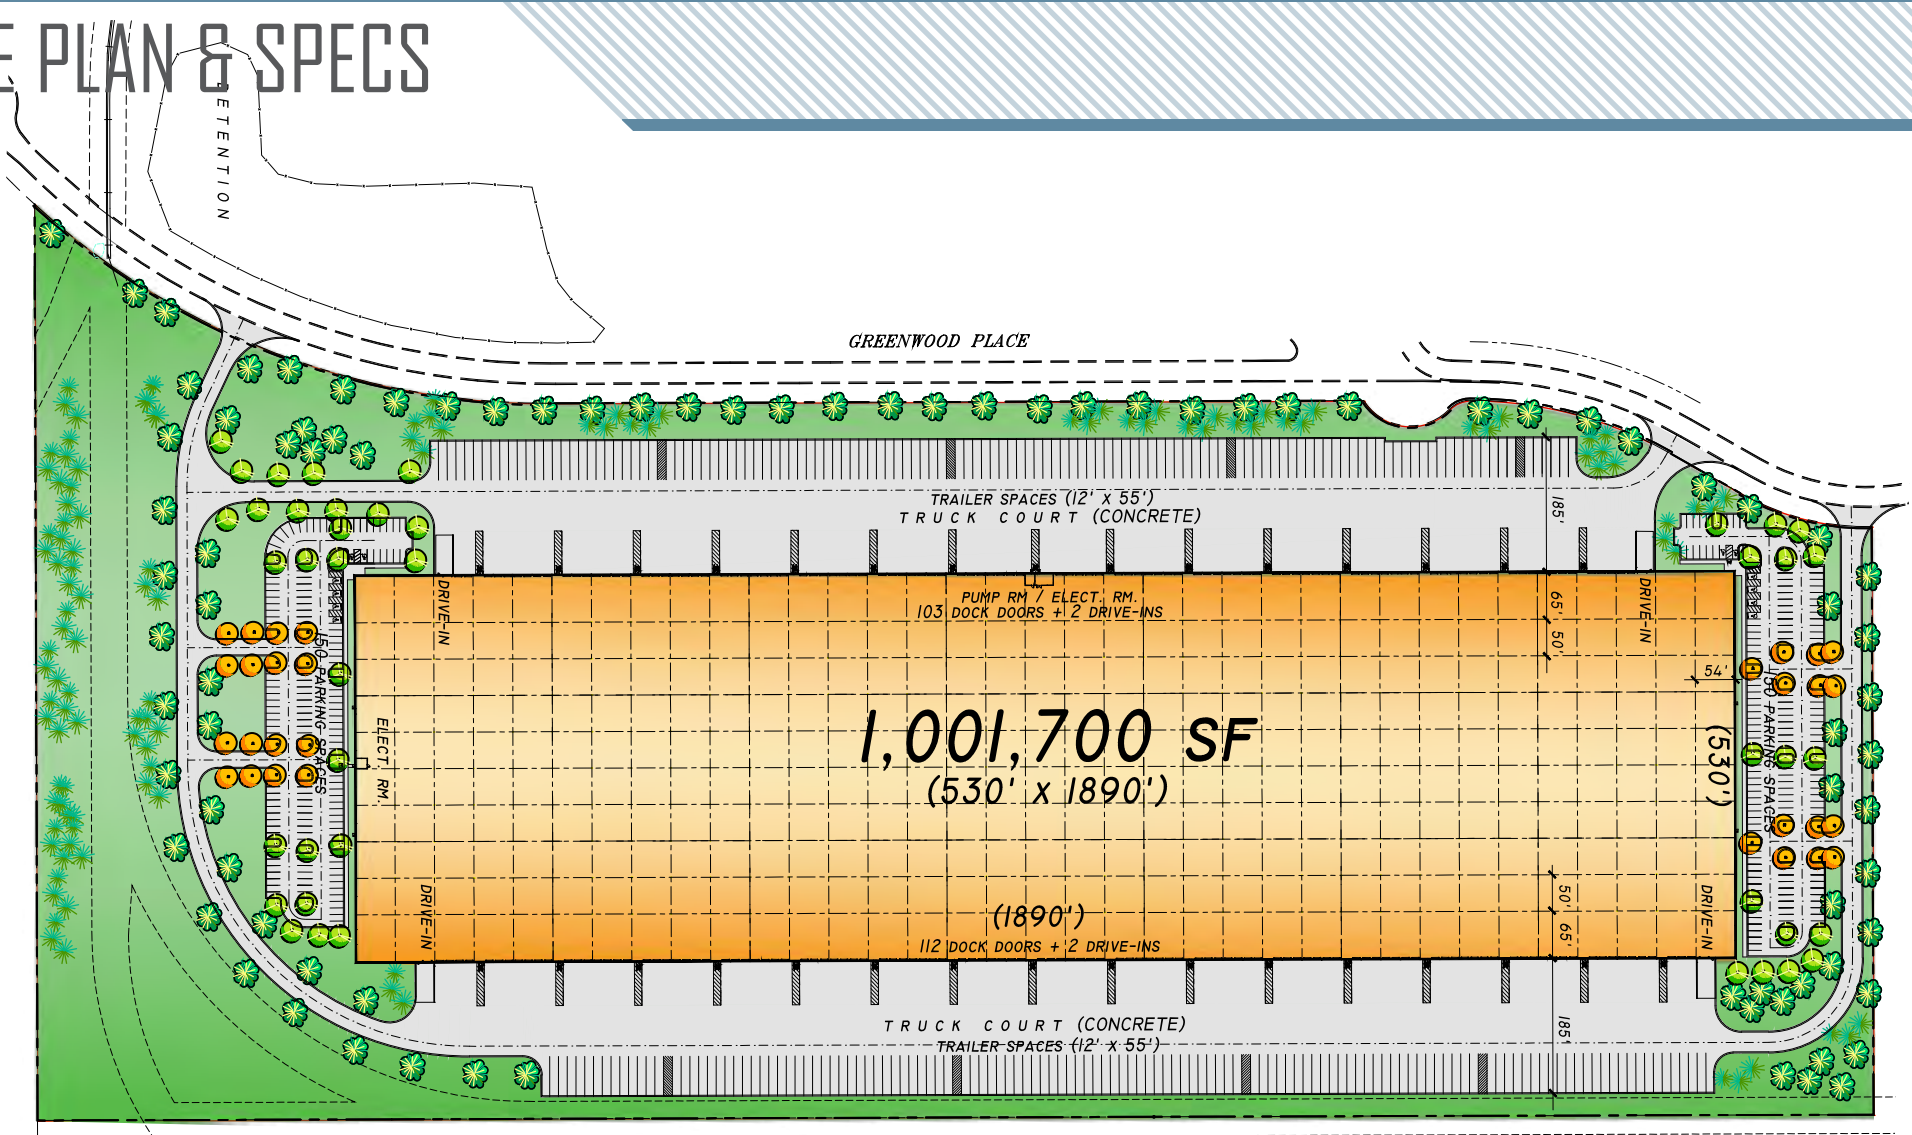 E PLAN & SPECS
DETENTION
GREENWOOD PLACE
TRAILER SPACES (12' X 55')
TRUCK COURT (CONCRETE)
185'
DRIVE-IN
PUMP RM / ELECT. RM.
103 DOCK DOORS + 2 DRIVE-INS
65'
50'
DRIVE-IN
54'
150 PARKING SPACES
ELECT. RM.
1,001,700 SF
(530' X 1890')
(530')
150 PARKING SPACES
DRIVE-IN
(1890')
112 DOCK DOORS + 2 DRIVE-INS
50'
65'
DRIVE-IN
TRUCK COURT (CONCRETE)
TRAILER SPACES (12' X 55')
185'